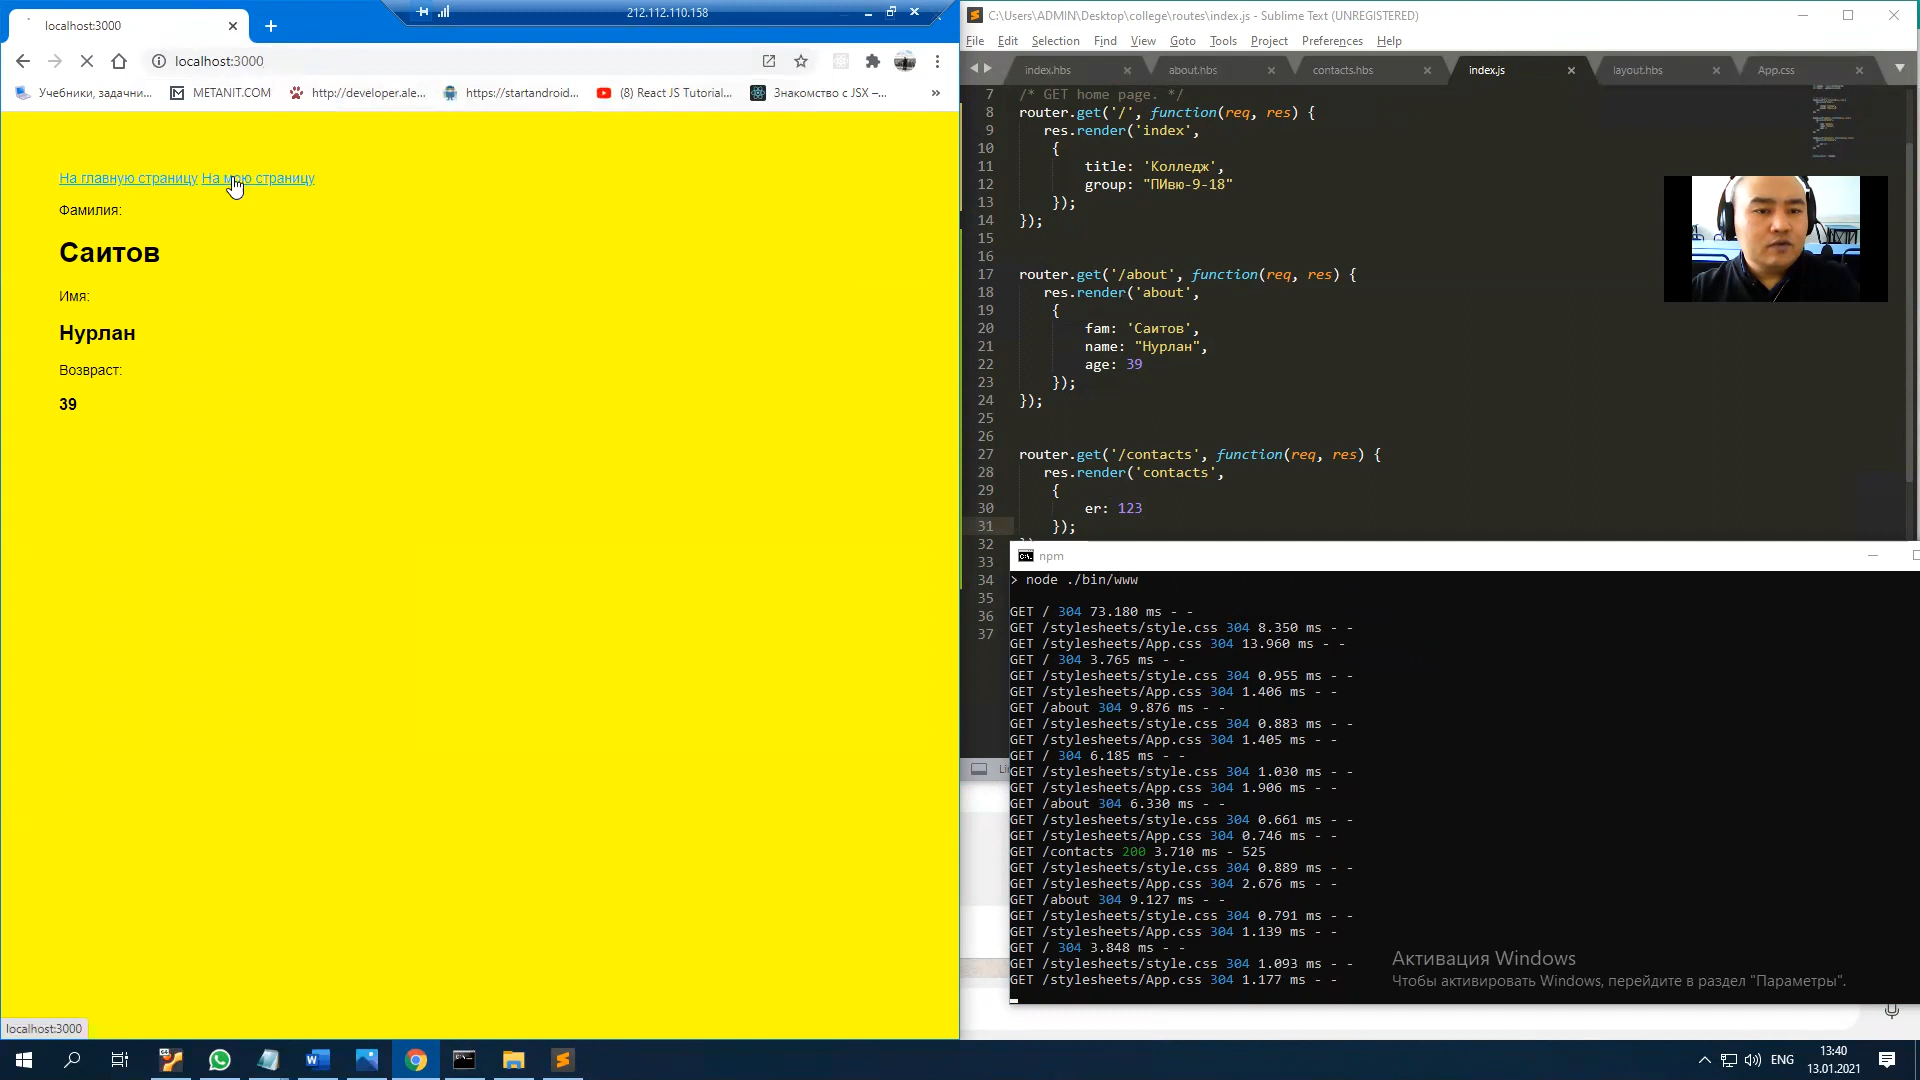 localhost:3000
212.112.110.158
localhost:3000
Учебники, задачни...
METANIT.COM
http://developer.ale...
https://startandroid...
(8) React JS Tutorial...
Знакомство с JSX –...
»
На главную страницу На мою страницу
Фамилия:
Саитов
Имя:
Нурлан
Возвраст:
39
localhost:3000
C:\Users\ADMIN\Desktop\college\routes\index.js - Sublime Text (UNREGISTERED)
File Edit Selection Find View Goto Tools Project Preferences Help
index.hbs about.hbs contacts.hbs index.js layout.hbs App.css
7 /* GET home page. */
8 router.get('/', function(req, res) {
9 res.render('index',
10 {
11 title: 'Колледж',
12 group: "ПИвю-9-18"
13 });
14 });
15
16
17 router.get('/about', function(req, res) {
18 res.render('about',
19 {
20 fam: 'Саитов',
21 name: "Нурлан",
22 age: 39
23 });
24 });
25
26
27 router.get('/contacts', function(req, res) {
28 res.render('contacts',
29 {
30 er: 123
31 });
32
33
34
35
36
37
npm
> node ./bin/www
GET / 304 73.180 ms - -
GET /stylesheets/style.css 304 8.350 ms - -
GET /stylesheets/App.css 304 13.960 ms - -
GET / 304 3.765 ms - -
GET /stylesheets/style.css 304 0.955 ms - -
GET /stylesheets/App.css 304 1.406 ms - -
GET /about 304 9.876 ms - -
GET /stylesheets/style.css 304 0.883 ms - -
GET /stylesheets/App.css 304 1.405 ms - -
GET / 304 6.185 ms - -
GET /stylesheets/style.css 304 1.030 ms - -
GET /stylesheets/App.css 304 1.906 ms - -
GET /about 304 6.330 ms - -
GET /stylesheets/style.css 304 0.661 ms - -
GET /stylesheets/App.css 304 0.746 ms - -
GET /contacts 200 3.710 ms - 525
GET /stylesheets/style.css 304 0.889 ms - -
GET /stylesheets/App.css 304 2.676 ms - -
GET /about 304 9.127 ms - -
GET /stylesheets/style.css 304 0.791 ms - -
GET /stylesheets/App.css 304 1.139 ms - -
GET / 304 3.848 ms - -
GET /stylesheets/style.css 304 1.093 ms - -
GET /stylesheets/App.css 304 1.177 ms - -
Активация Windows
Чтобы активировать Windows, перейдите в раздел "Параметры".
ENG
13:40
13.01.2021